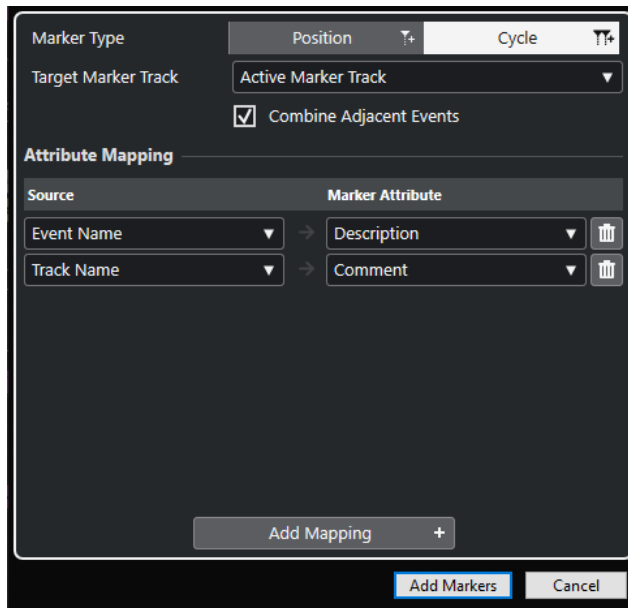 Marker Type Position Cycle
Target Marker Track Active Marker Track
Combine Adjacent Events
Attribute Mapping
Source Marker Attribute
Event Name Description
Track Name Comment
Add Mapping +
Add Markers Cancel